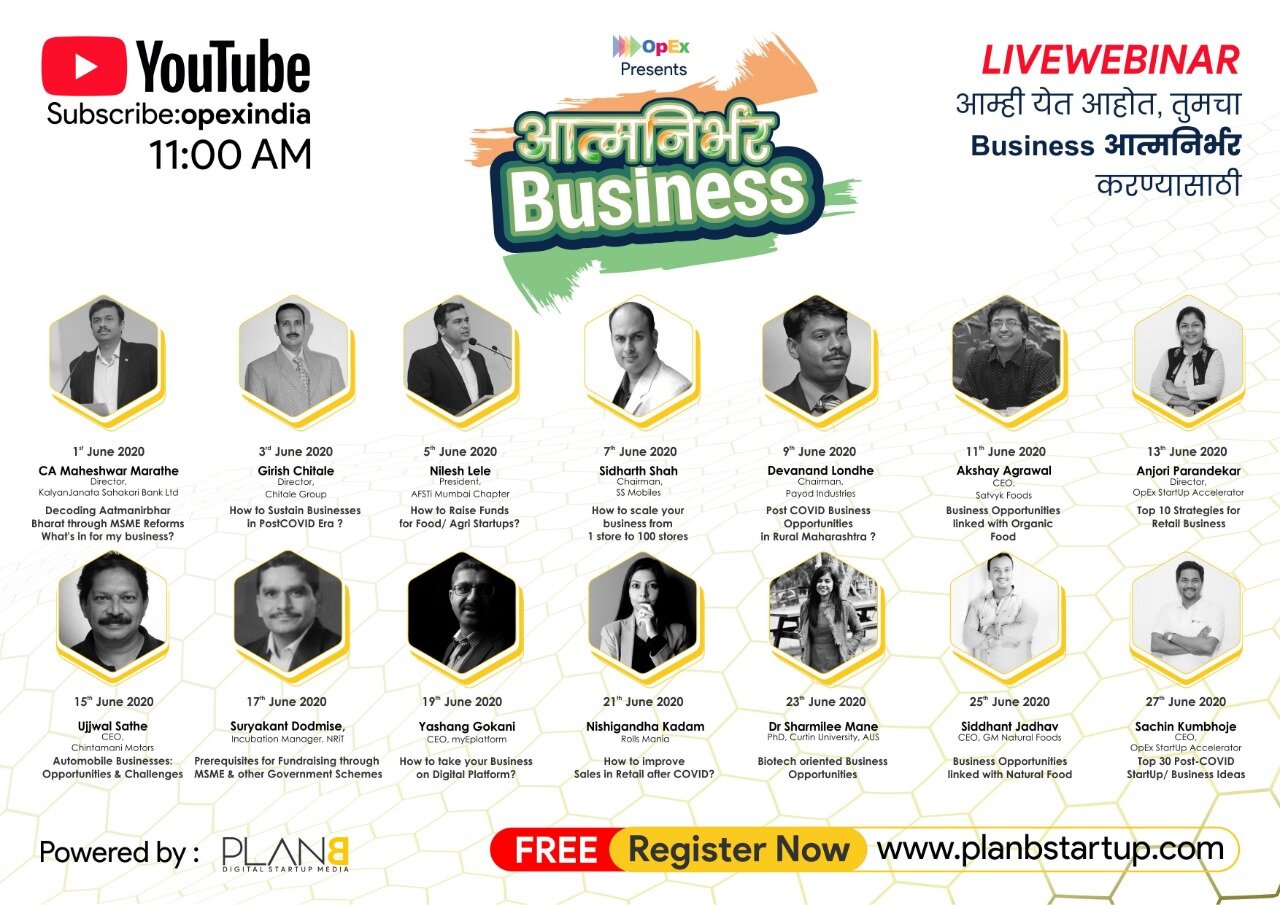 YouTube
Subscribe:opexindia
11:00 AM
OpEx
Presents
आत्मनिर्भर
Business
LIVEWEBINAR
आम्ही येत आहोत, तुमचा
Business आत्मनिर्भर
करण्यासाठी
1st June 2020
CA Maheshwar Marathe
Director,
KalyanJanata Sahakari Bank Ltd
Decoding Aatmanirbhar
Bharat through MSME Reforms
What's in for my business?
3rd June 2020
Girish Chitale
Director,
Chitale Group
How to Sustain Businesses
in PostCOVID Era ?
5th June 2020
Nilesh Lele
President,
AFSTi Mumbai Chapter
How to Raise Funds
for Food/ Agri Startups?
7th June 2020
Sidharth Shah
Chairman,
SS Mobiles
How to scale your
business from
1 store to 100 stores
9th June 2020
Devanand Londhe
Chairman,
Payod Industries
Post COVID Business
Opportunities
in Rural Maharashtra ?
11th June 2020
Akshay Agrawal
CEO,
Satvyk Foods
Business Opportunities
linked with Organic
Food
13th June 2020
Anjori Parandekar
Director,
OpEx StartUp Accelerator
Top 10 Strategies for
Retail Business
15th June 2020
Ujjwal Sathe
CEO,
Chintamani Motors
Automobile Businesses:
Opportunities & Challenges
17th June 2020
Suryakant Dodmise,
Incubation Manager, NRIT
Prerequisites for Fundraising through
MSME & other Government Schemes
19th June 2020
Yashang Gokani
CEO, myEplatform
How to take your Business
on Digital Platform?
21th June 2020
Nishigandha Kadam
Rolls Mania
How to improve
Sales in Retail after COVID?
23th June 2020
Dr Sharmilee Mane
PhD, Curtin University, AUS
Biotech oriented Business
Opportunities
25th June 2020
Siddhant Jadhav
CEO, GM Natural Foods
Business Opportunities
linked with Natural Food
27th June 2020
Sachin Kumbhoje
CEO,
OpEx StartUp Accelerator
Top 30 Post-COVID
StartUp/ Business Ideas
Powered by : PLANB
DIGITAL STARTUP MEDIA
FREE Register Now www.planbstartup.com